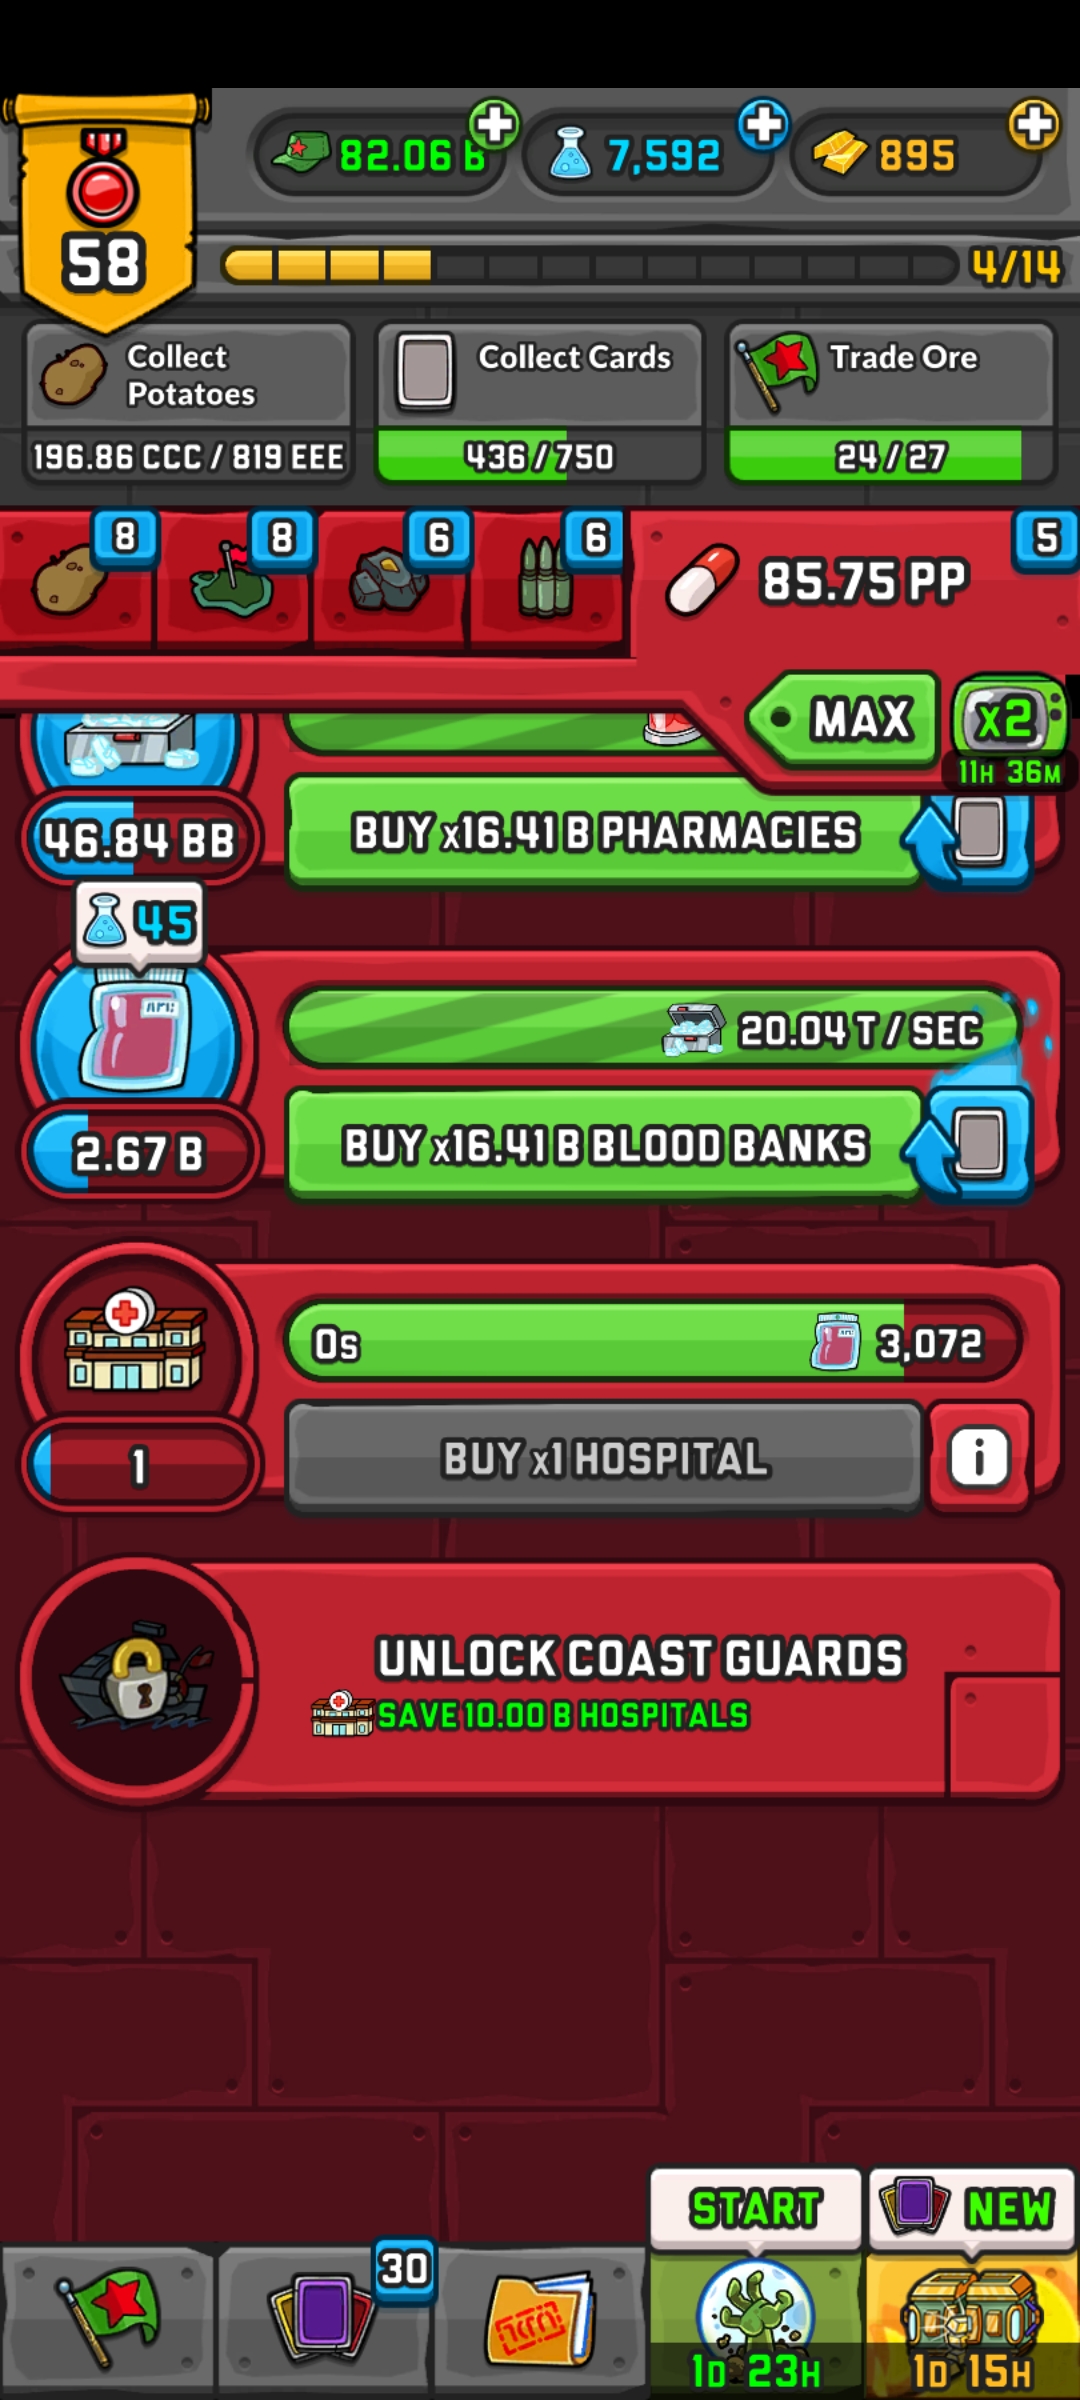 58
82.06 B
7,592
895
4/14
Collect
Potatoes
196.86 CCC / 819 EEE
Collect Cards
436 / 750
Trade Ore
24 / 27
8
8
6
6
5
85.75 PP
MAX
x2
11H 36M
46.84 BB
BUY x16.41 B PHARMACIES
45
20.04 T / SEC
2.67 B
BUY x16.41 B BLOOD BANKS
0s
3,072
1
BUY x1 HOSPITAL
i
UNLOCK COAST GUARDS
SAVE 10.00 B HOSPITALS
START
NEW
30
1D 23H
1D 15H